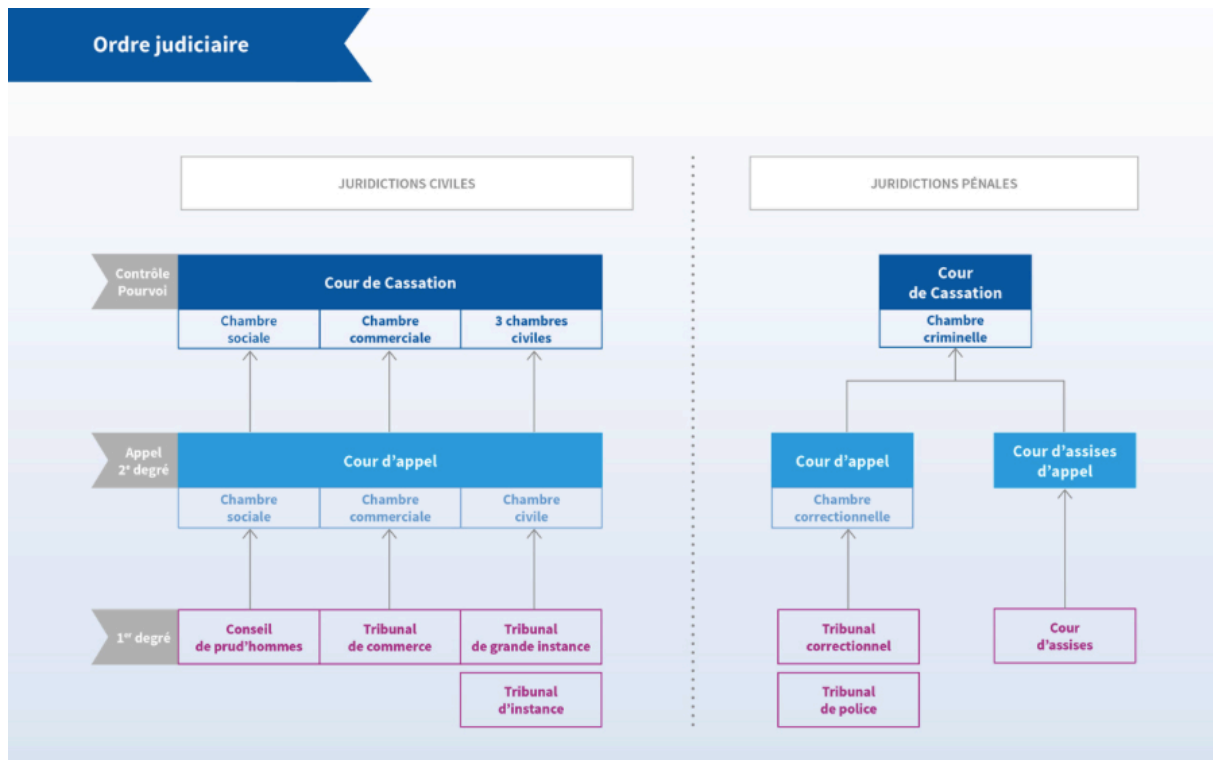 Ordre judiciaire
JURIDICTIONS CIVILES
JURIDICTIONS PÉNALES
Contrôle
Pourvoi
Cour de Cassation
Chambre
sociale
Chambre
commerciale
3 chambres
civiles
Cour
de Cassation
Chambre
criminelle
Appel
2e degré
Cour d’appel
Chambre
sociale
Chambre
commerciale
Chambre
civile
Cour d’appel
Chambre
correctionnelle
Cour d’assises
d’appel
1er degré
Conseil
de prud’hommes
Tribunal
de commerce
Tribunal
de grande instance
Tribunal
d’instance
Tribunal
correctionnel
Tribunal
de police
Cour
d’assises